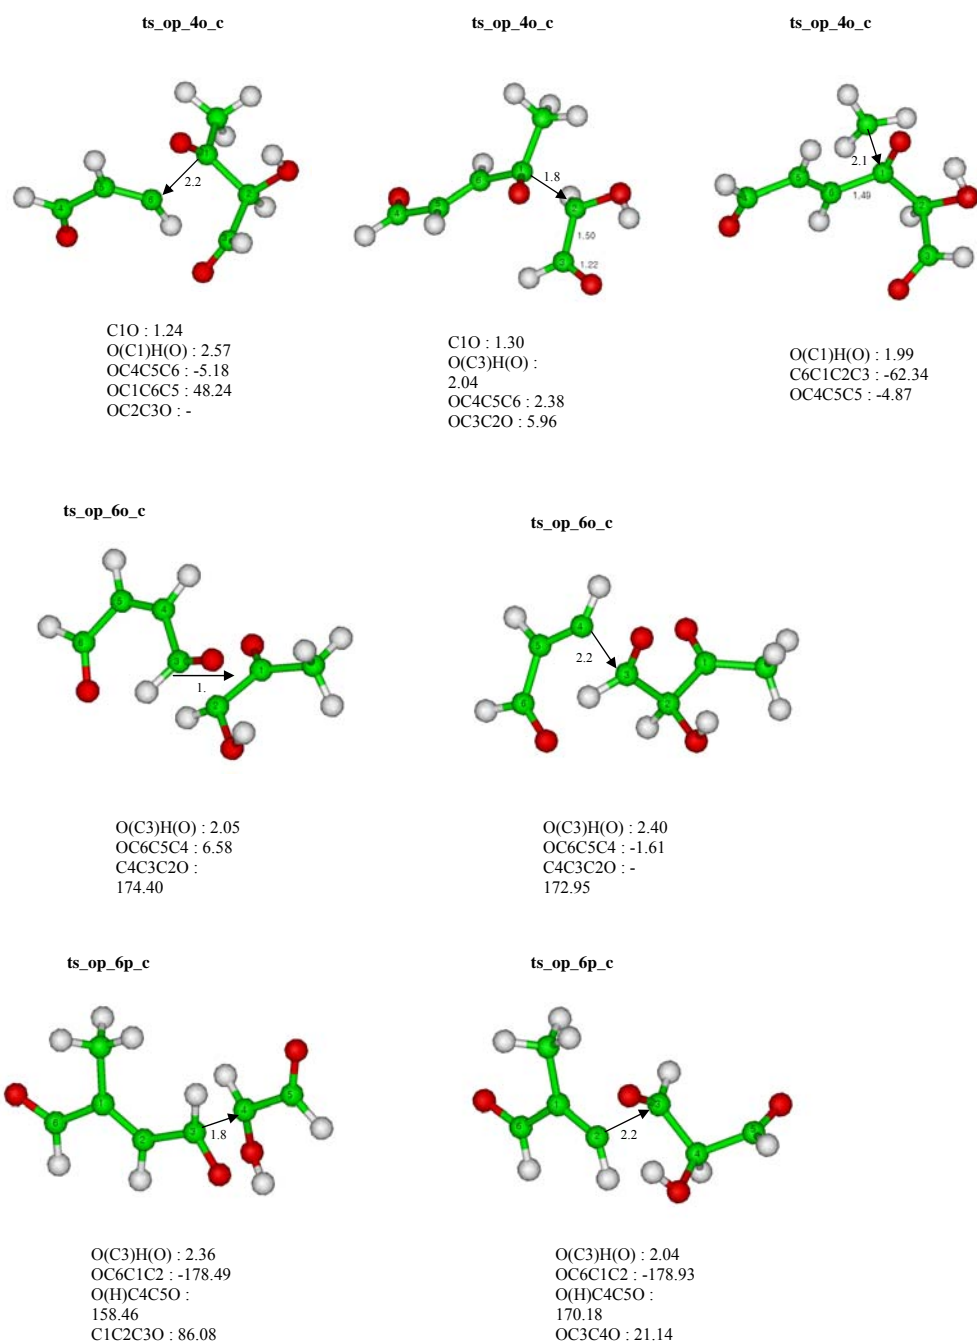 ts_op_4o_c
ts_op_4o_c
ts_op_4o_c
2.2
1.8
1.50
1.22
2.1
1.49
C1O : 1.24
O(C1)H(O) : 2.57
OC4C5C6 : -5.18
OC1C6C5 : 48.24
OC2C3O : -
C1O : 1.30
O(C3)H(O) :
2.04
OC4C5C6 : 2.38
OC3C2O : 5.96
O(C1)H(O) : 1.99
C6C1C2C3 : -62.34
OC4C5C5 : -4.87
ts_op_6o_c
ts_op_6o_c
1.
2.2
O(C3)H(O) : 2.05
OC6C5C4 : 6.58
C4C3C2O :
174.40
O(C3)H(O) : 2.40
OC6C5C4 : -1.61
C4C3C2O : -
172.95
ts_op_6p_c
ts_op_6p_c
1.8
2.2
O(C3)H(O) : 2.36
OC6C1C2 : -178.49
O(H)C4C5O :
158.46
C1C2C3O : 86.08
O(C3)H(O) : 2.04
OC6C1C2 : -178.93
O(H)C4C5O :
170.18
OC3C4O : 21.14